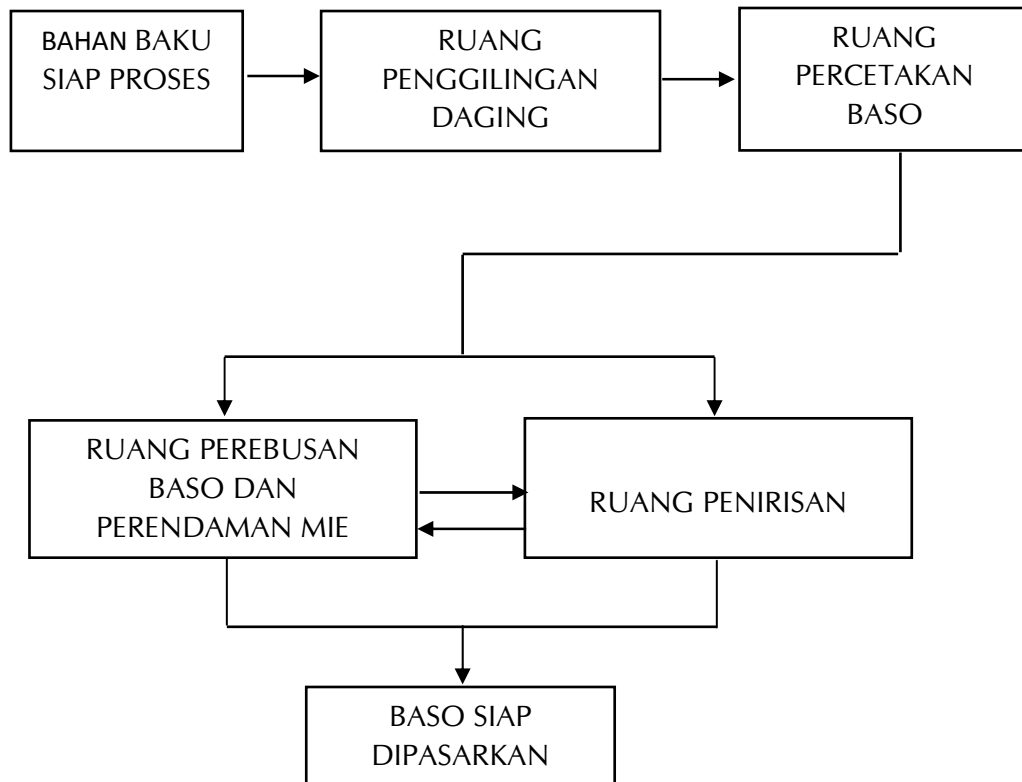 BAHAN BAKU
SIAP PROSES
RUANG
PENGGILINGAN
DAGING
RUANG
PERCETAKAN
BASO
RUANG PEREBUSAN
BASO DAN
PERENDAMAN MIE
RUANG PENIRISAN
BASO SIAP
DIPASARKAN